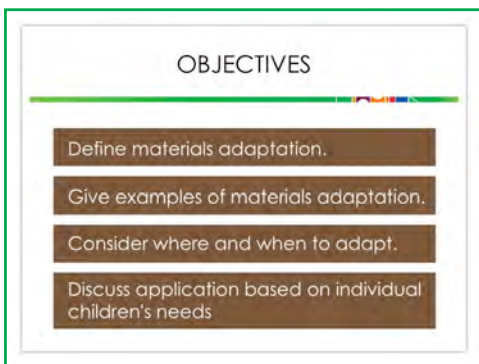 OBJECTIVES
Define materials adaptation.
Give examples of materials adaptation.
Consider where and when to adapt.
Discuss application based on individual
children's needs